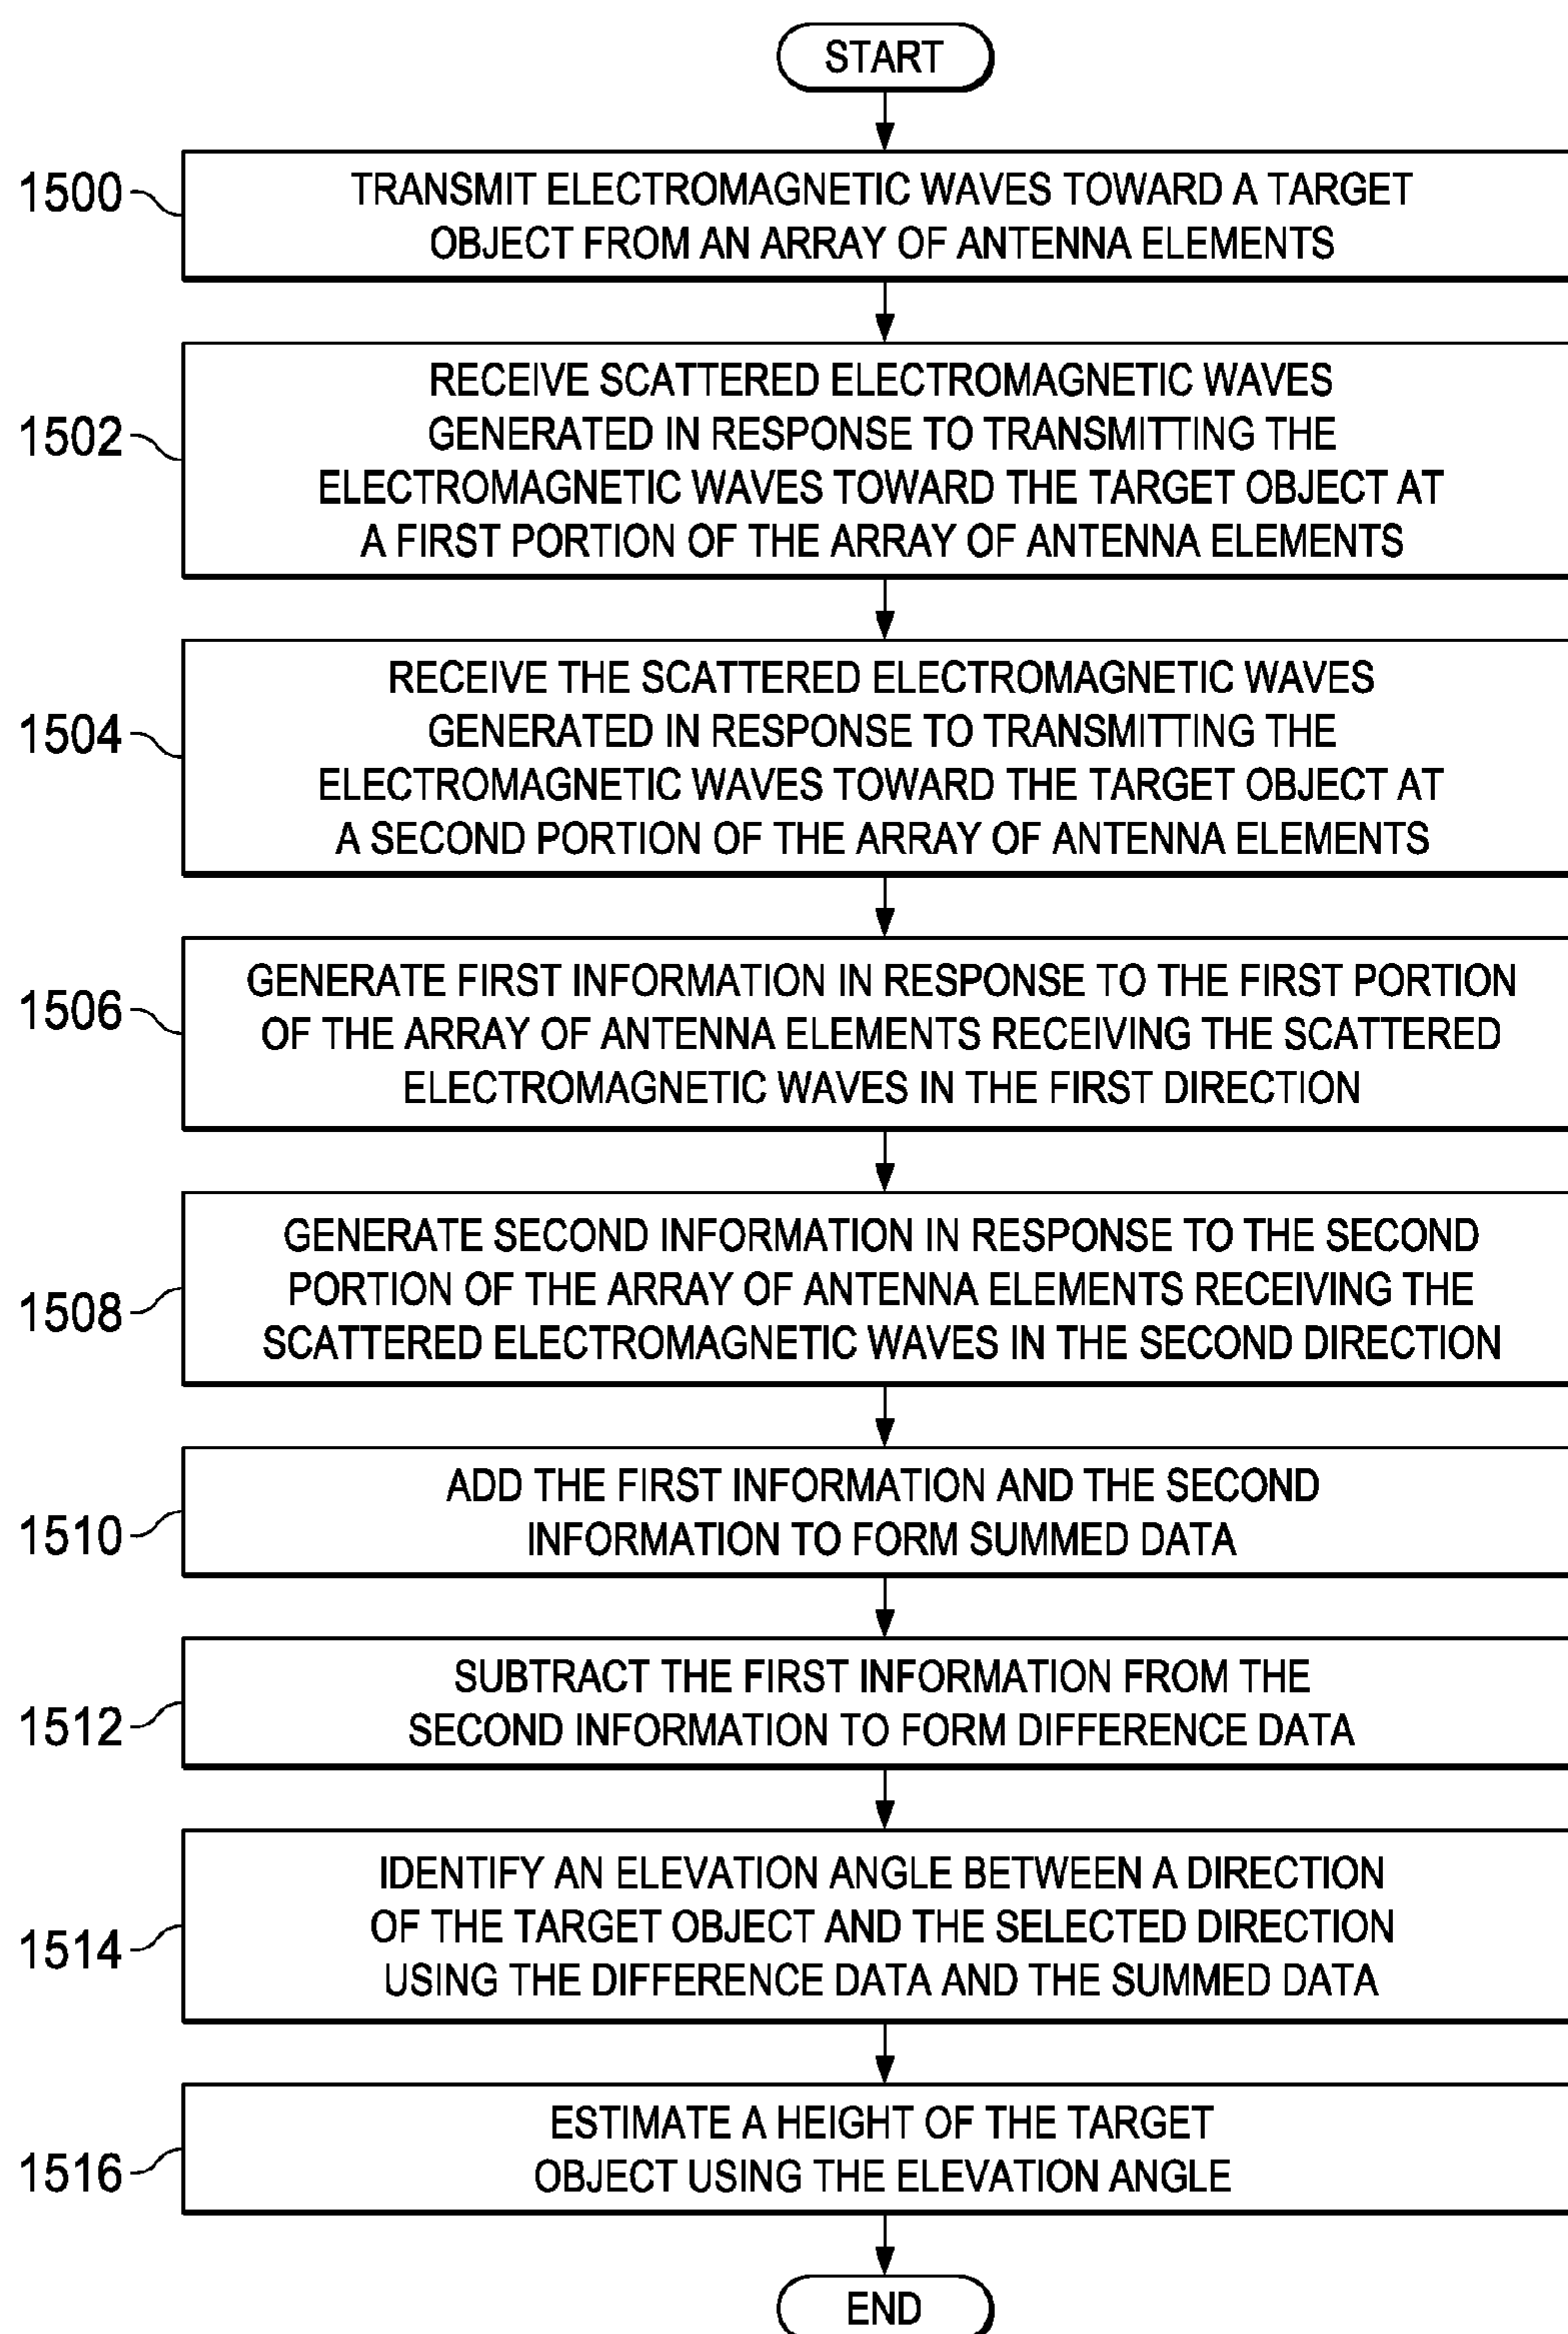 START
1500
TRANSMIT ELECTROMAGNETIC WAVES TOWARD A TARGET
OBJECT FROM AN ARRAY OF ANTENNA ELEMENTS
1502
RECEIVE SCATTERED ELECTROMAGNETIC WAVES
GENERATED IN RESPONSE TO TRANSMITTING THE
ELECTROMAGNETIC WAVES TOWARD THE TARGET OBJECT AT
A FIRST PORTION OF THE ARRAY OF ANTENNA ELEMENTS
1504
RECEIVE THE SCATTERED ELECTROMAGNETIC WAVES
GENERATED IN RESPONSE TO TRANSMITTING THE
ELECTROMAGNETIC WAVES TOWARD THE TARGET OBJECT AT
A SECOND PORTION OF THE ARRAY OF ANTENNA ELEMENTS
1506
GENERATE FIRST INFORMATION IN RESPONSE TO THE FIRST PORTION
OF THE ARRAY OF ANTENNA ELEMENTS RECEIVING THE SCATTERED
ELECTROMAGNETIC WAVES IN THE FIRST DIRECTION
1508
GENERATE SECOND INFORMATION IN RESPONSE TO THE SECOND
PORTION OF THE ARRAY OF ANTENNA ELEMENTS RECEIVING THE
SCATTERED ELECTROMAGNETIC WAVES IN THE SECOND DIRECTION
1510
ADD THE FIRST INFORMATION AND THE SECOND
INFORMATION TO FORM SUMMED DATA
1512
SUBTRACT THE FIRST INFORMATION FROM THE
SECOND INFORMATION TO FORM DIFFERENCE DATA
1514
IDENTIFY AN ELEVATION ANGLE BETWEEN A DIRECTION
OF THE TARGET OBJECT AND THE SELECTED DIRECTION
USING THE DIFFERENCE DATA AND THE SUMMED DATA
1516
ESTIMATE A HEIGHT OF THE TARGET
OBJECT USING THE ELEVATION ANGLE
END